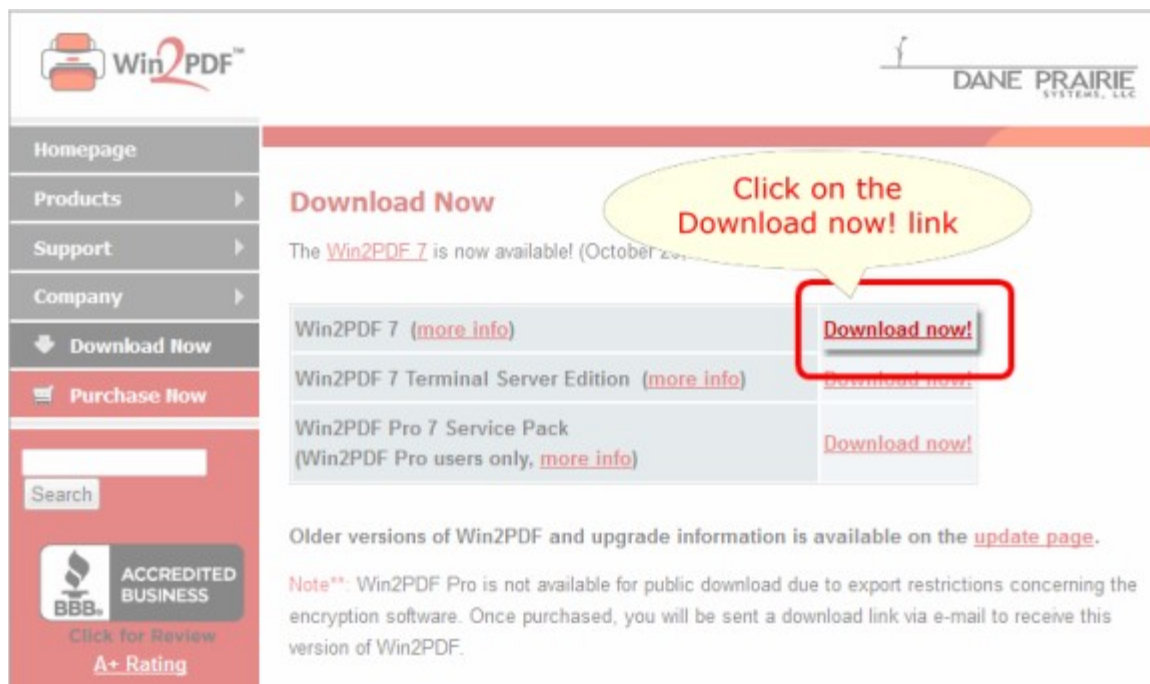 Win2PDF™
DANE PRAIRIE
SYSTEMS, LLC
Homepage
Products
Support
Company
Download Now
Purchase Now
Search
BBB.
ACCREDITED
BUSINESS
Click for Review
A+ Rating
Click on the
Download now! link
Download Now
The Win2PDF 7 is now available! (October
Win2PDF 7 (more info) Download now!
Win2PDF 7 Terminal Server Edition (more info) Download now!
Win2PDF Pro 7 Service Pack
(Win2PDF Pro users only, more info) Download now!
Older versions of Win2PDF and upgrade information is available on the update page.
Note**: Win2PDF Pro is not available for public download due to export restrictions concerning the
encryption software. Once purchased, you will be sent a download link via e-mail to receive this
version of Win2PDF.